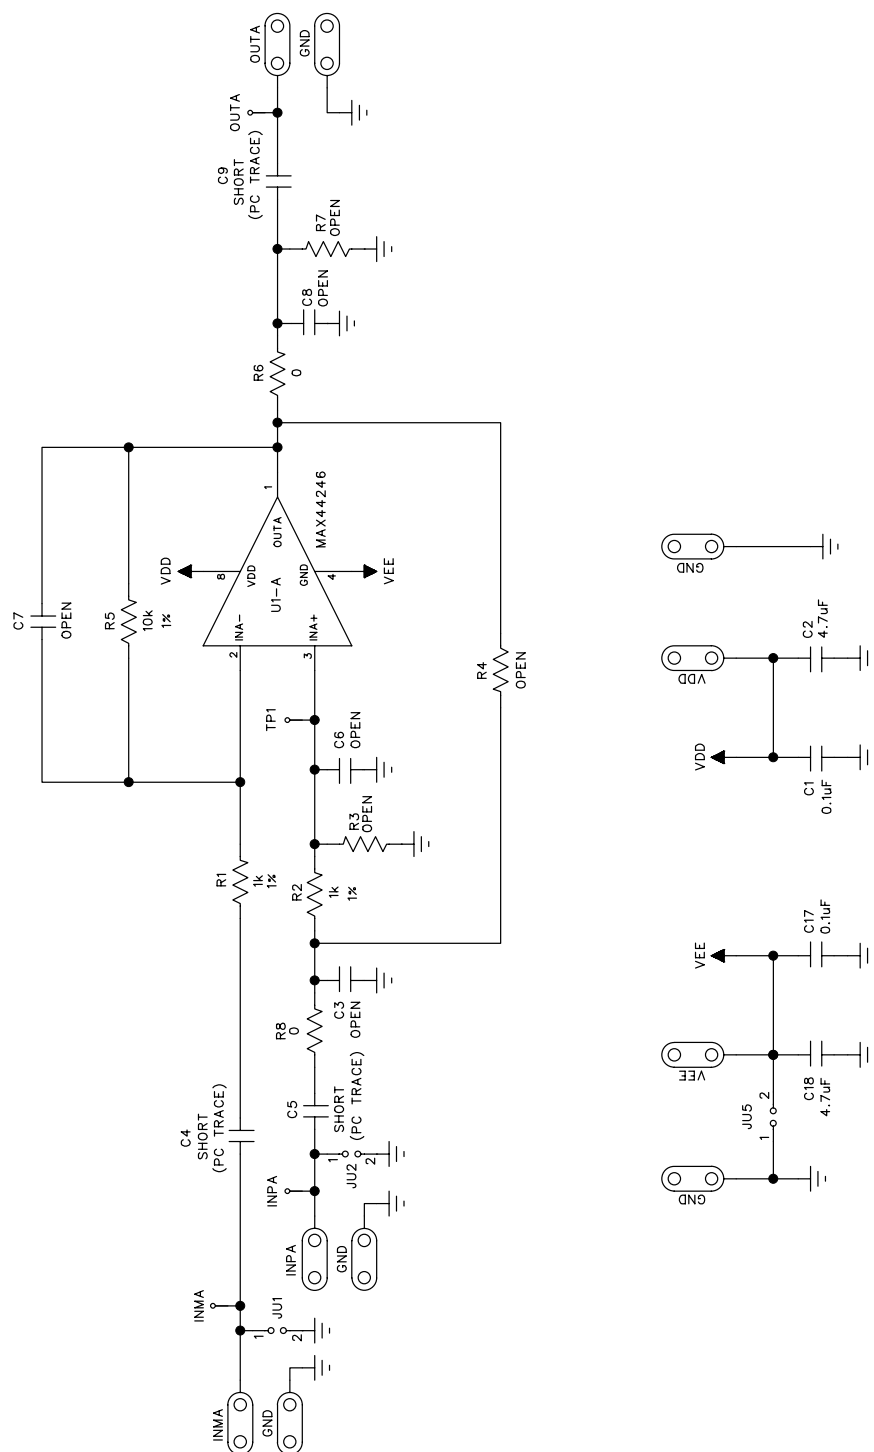 OUTA
GND
OUTA
C9
SHORT
(PC TRACE)
R7
OPEN
C8
OPEN
R6
0
1
OUTA
MAX44246
VDD
8
VDD
U1-A
GND
4
VEE
C7
OPEN
R5
10k
1%
2
INA-
3
INA+
R4
OPEN
TP1
C6
OPEN
R3
OPEN
R1
1k
1%
R2
1k
1%
C3
OPEN
R8
0
C4
SHORT
(PC TRACE)
C5
SHORT
(PC TRACE)
1
2
JU2
INPA
INPA
GND
INMA
1
2
JU1
INMA
GND
GND
VDD
C2
4.7uF
VDD
C1
0.1uF
VEE
C17
0.1uF
VEE
C18
4.7uF
JU5
1
2
GND